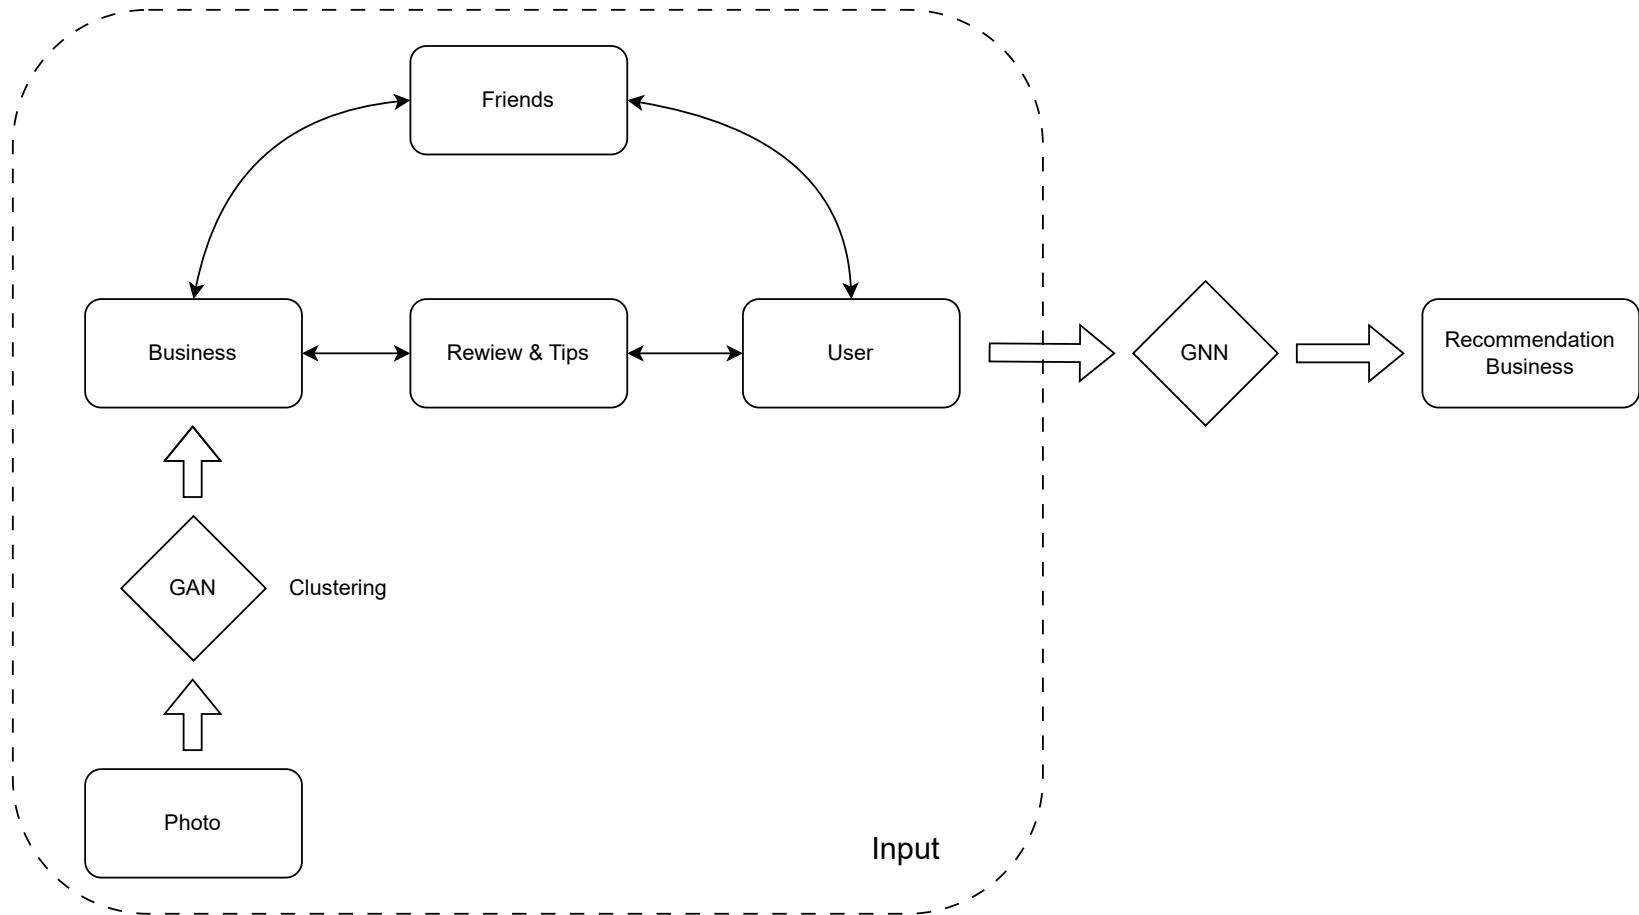 Friends
Business
Rewiew & Tips
User
GNN
Recommendation
Business
GAN
Clustering
Photo
Input